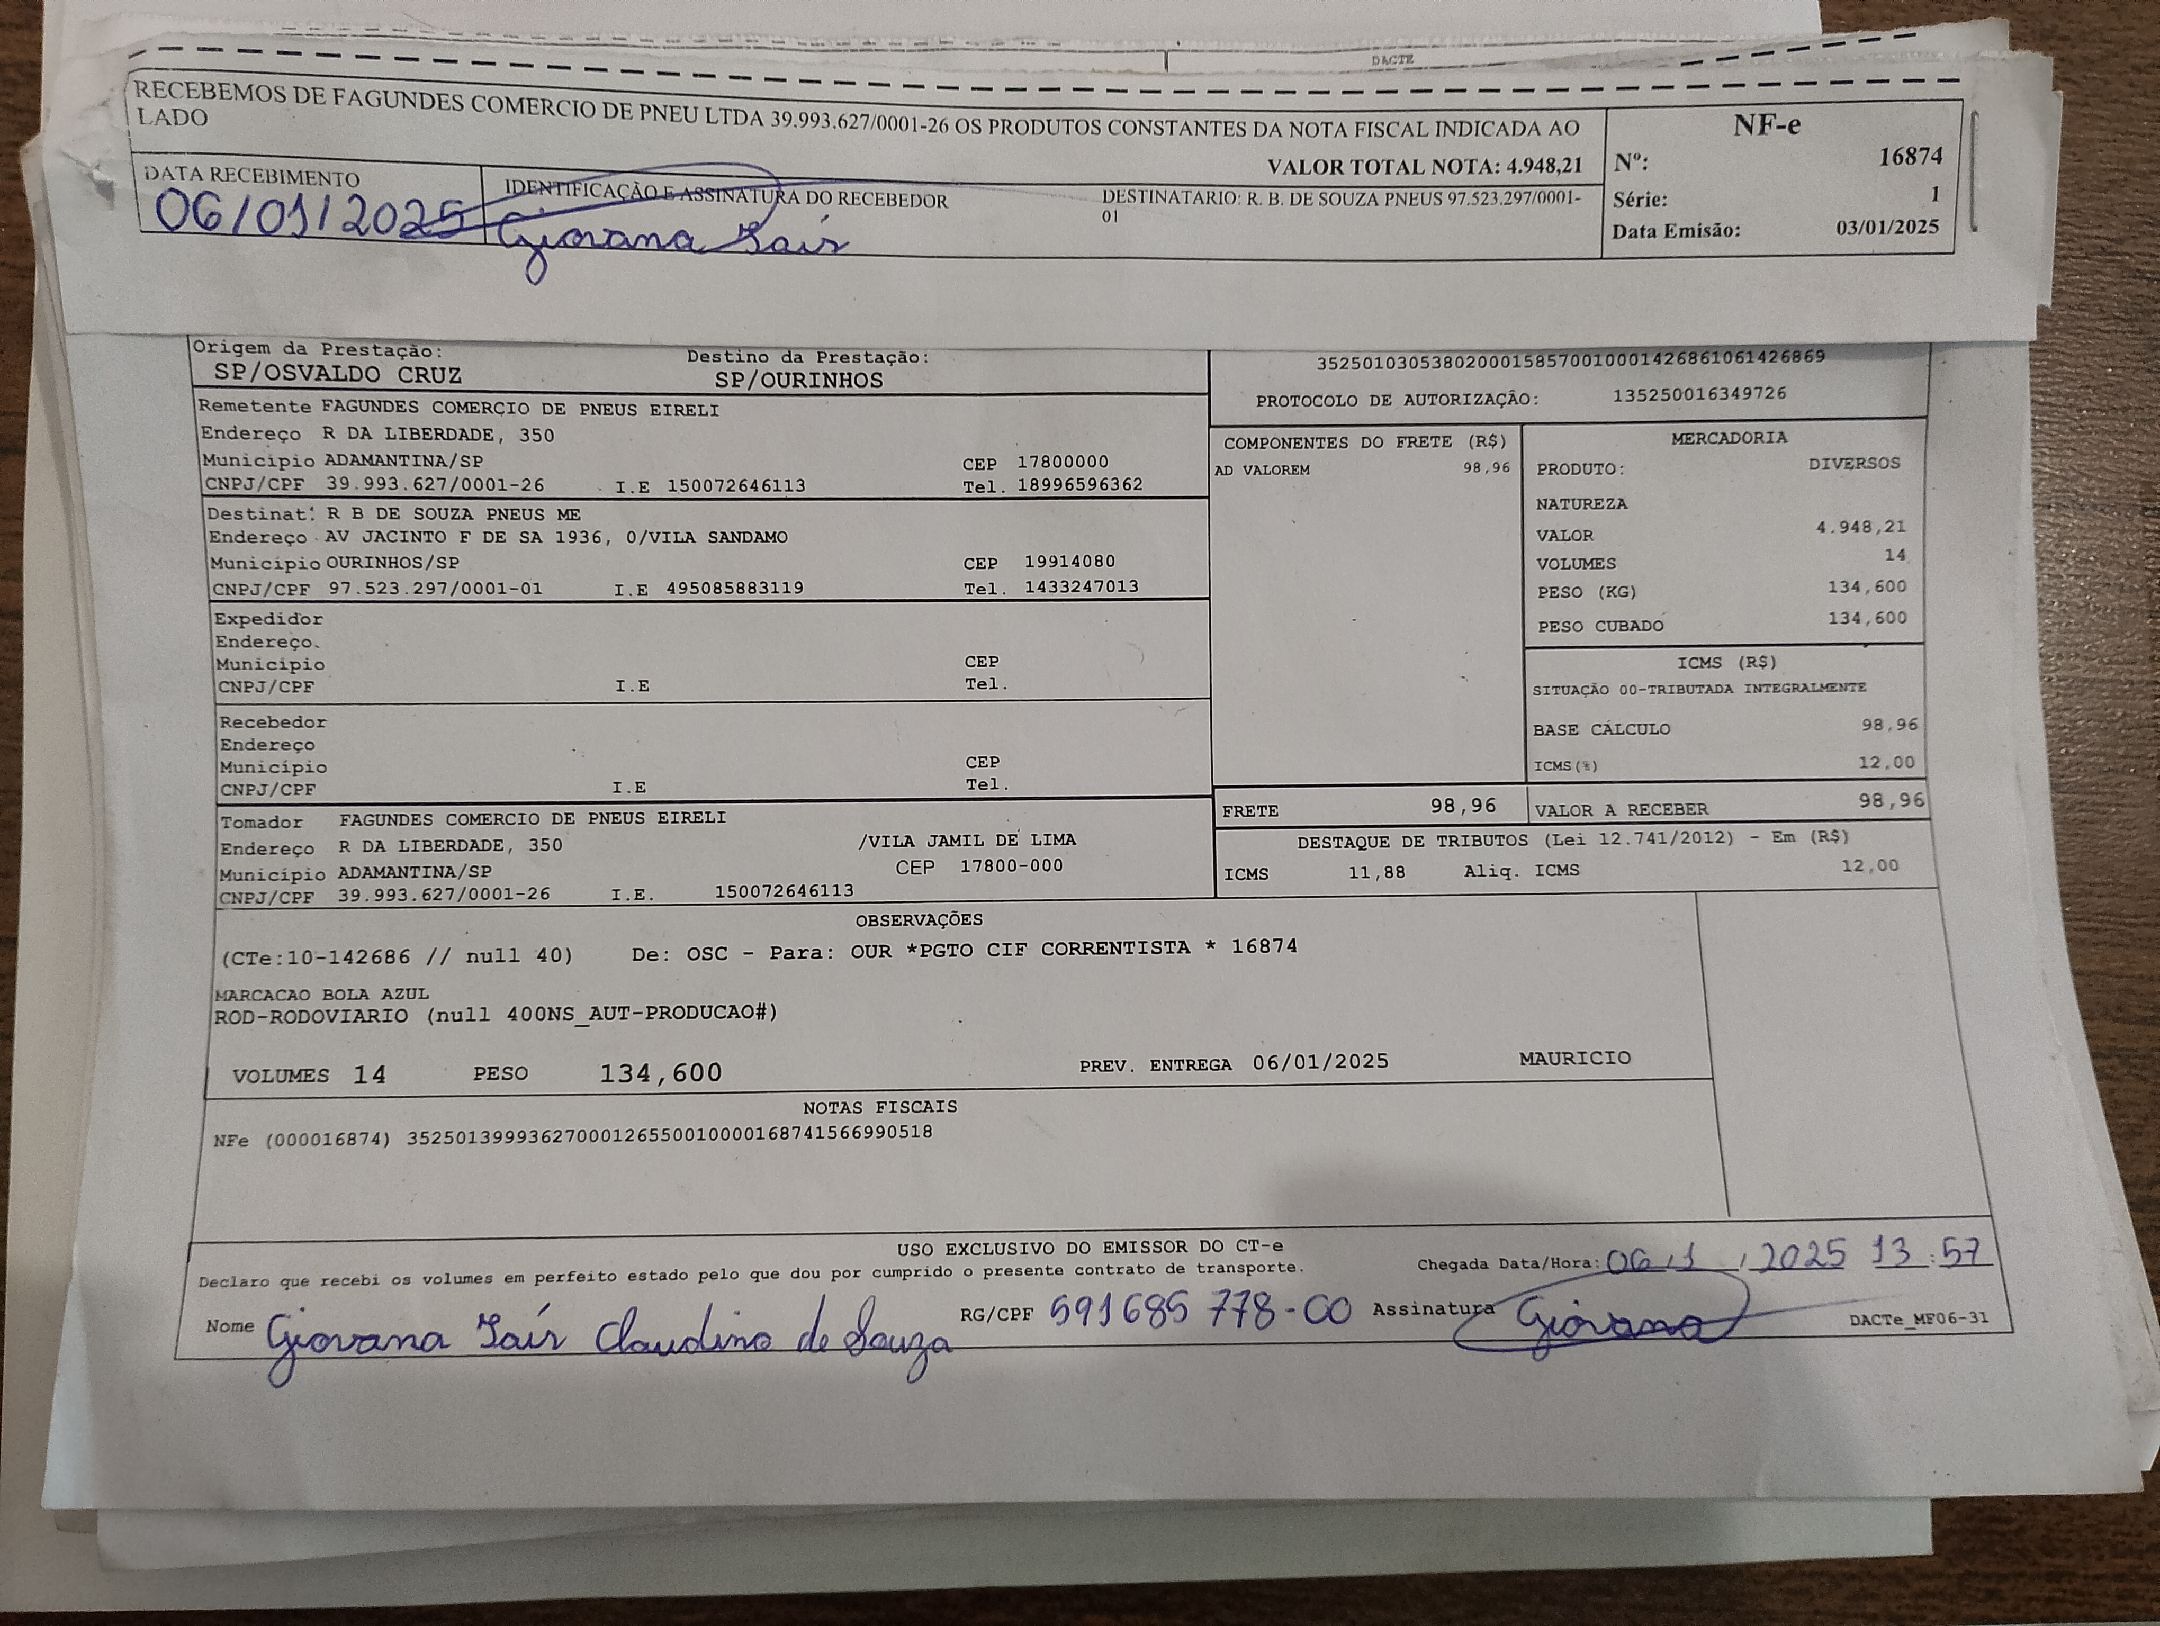 DACTE
RECEBEMOS DE FAGUNDES COMERCIO DE PNEU LTDA 39.993.627/0001-26 OS PRODUTOS CONSTANTES DA NOTA FISCAL INDICADA AO
LADO
VALOR TOTAL NOTA: 4.948,21
DATA RECEBIMENTO
06/01/2025
IDENTIFICAÇÃO E ASSINATURA DO RECEBEDOR
Giovana
DESTINATARIO: R. B. DE SOUZA PNEUS 97.523.297/0001-
01
NF-e
Nº: 16874
Série: 1
Data Emissão: 03/01/2025
Origem da Prestação: Destino da Prestação:
SP/OSVALDO CRUZ SP/OURINHOS
35250103053802000158570010001426861061426869
PROTOCOLO DE AUTORIZAÇÃO: 135250016349726
Remetente FAGUNDES COMERCIO DE PNEUS EIRELI
Endereço R DA LIBERDADE, 350
Município ADAMANTINA/SP CEP 17800000
CNPJ/CPF 39.993.627/0001-26 I.E 150072646113 Tel. 18996596362
Destinat. R B DE SOUZA PNEUS ME
Endereço AV JACINTO F DE SA 1936, 0/VILA SANDAMO
Município OURINHOS/SP CEP 19914080
CNPJ/CPF 97.523.297/0001-01 I.E 495085883119 Tel. 1433247013
Expedidor
Endereço.
Município CEP
CNPJ/CPF I.E Tel.
Recebedor
Endereço
Município CEP
CNPJ/CPF I.E Tel.
Tomador FAGUNDES COMERCIO DE PNEUS EIRELI
Endereço R DA LIBERDADE, 350 /VILA JAMIL DE LIMA
Município ADAMANTINA/SP CEP 17800-000
CNPJ/CPF 39.993.627/0001-26 I.E. 150072646113
COMPONENTES DO FRETE (R$)
AD VALOREM 98,96
MERCADORIA
PRODUTO: DIVERSOS
NATUREZA
VALOR 4.948,21
VOLUMES 14
PESO (KG) 134,600
PESO CUBADO 134,600
ICMS (R$)
SITUAÇÃO 00-TRIBUTADA INTEGRALMENTE
BASE CÁLCULO 98,96
ICMS(%) 12,00
FRETE 98,96 VALOR A RECEBER 98,96
DESTAQUE DE TRIBUTOS (Lei 12.741/2012) - Em (R$)
ICMS 11,88 Aliq. ICMS 12,00
OBSERVAÇÕES
(CTe:10-142686 // null 40) De: OSC - Para: OUR *PGTO CIF CORRENTISTA * 16874
MARCACAO BOLA AZUL
ROD-RODOVIARIO (null 400NS_AUT-PRODUCAO#)
VOLUMES 14 PESO 134,600 PREV. ENTREGA 06/01/2025 MAURICIO
NOTAS FISCAIS
NFe (000016874) 35250139993627000126550010000168741566990518
USO EXCLUSIVO DO EMISSOR DO CT-e
Declaro que recebi os volumes em perfeito estado pelo que dou por cumprido o presente contrato de transporte.
Chegada Data/Hora: 06/1/2025 13:57
Nome Giovana Claudino de Souza RG/CPF 591685 778-00 Assinatura Giovana
DACTe_MF06-31